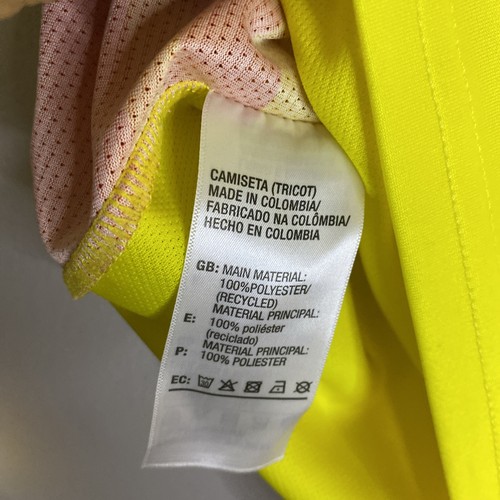 CAMISETA (TRICOT)
MADE IN COLOMBIA/
FABRICADO NA COLÔMBIA/
HECHO EN COLOMBIA
GB: MAIN MATERIAL:
100%POLYESTER/
(RECYCLED)
MATERIAL PRINCIPAL:
E: 100% poliéster
(reciclado)
MATERIAL PRINCIPAL:
P: 100% POLIESTER
EC: